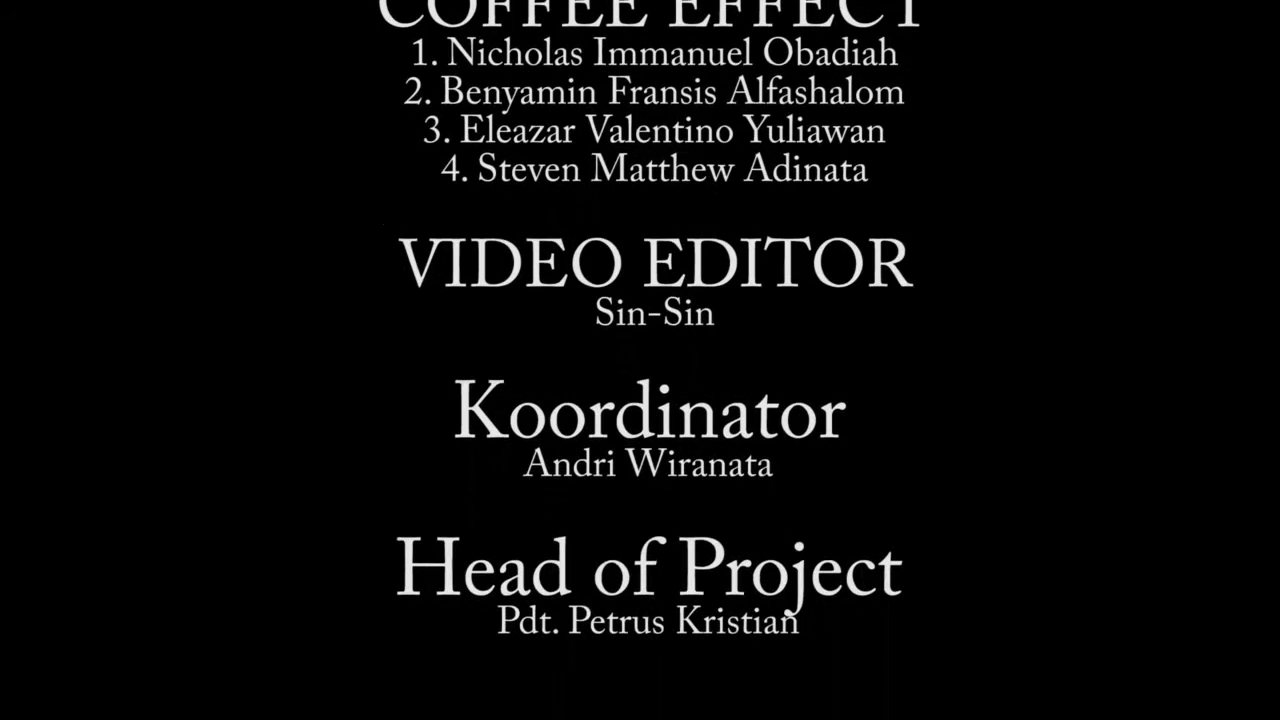 COFFEE EFFECT
1. Nicholas Immanuel Obadiah
2. Benyamin Fransis Alfashalom
3. Eleazar Valentino Yuliawan
4. Steven Matthew Adinata
VIDEO EDITOR
Sin-Sin
Koordinator
Andri Wiranata
Head of Project
Pdt. Petrus Kristian